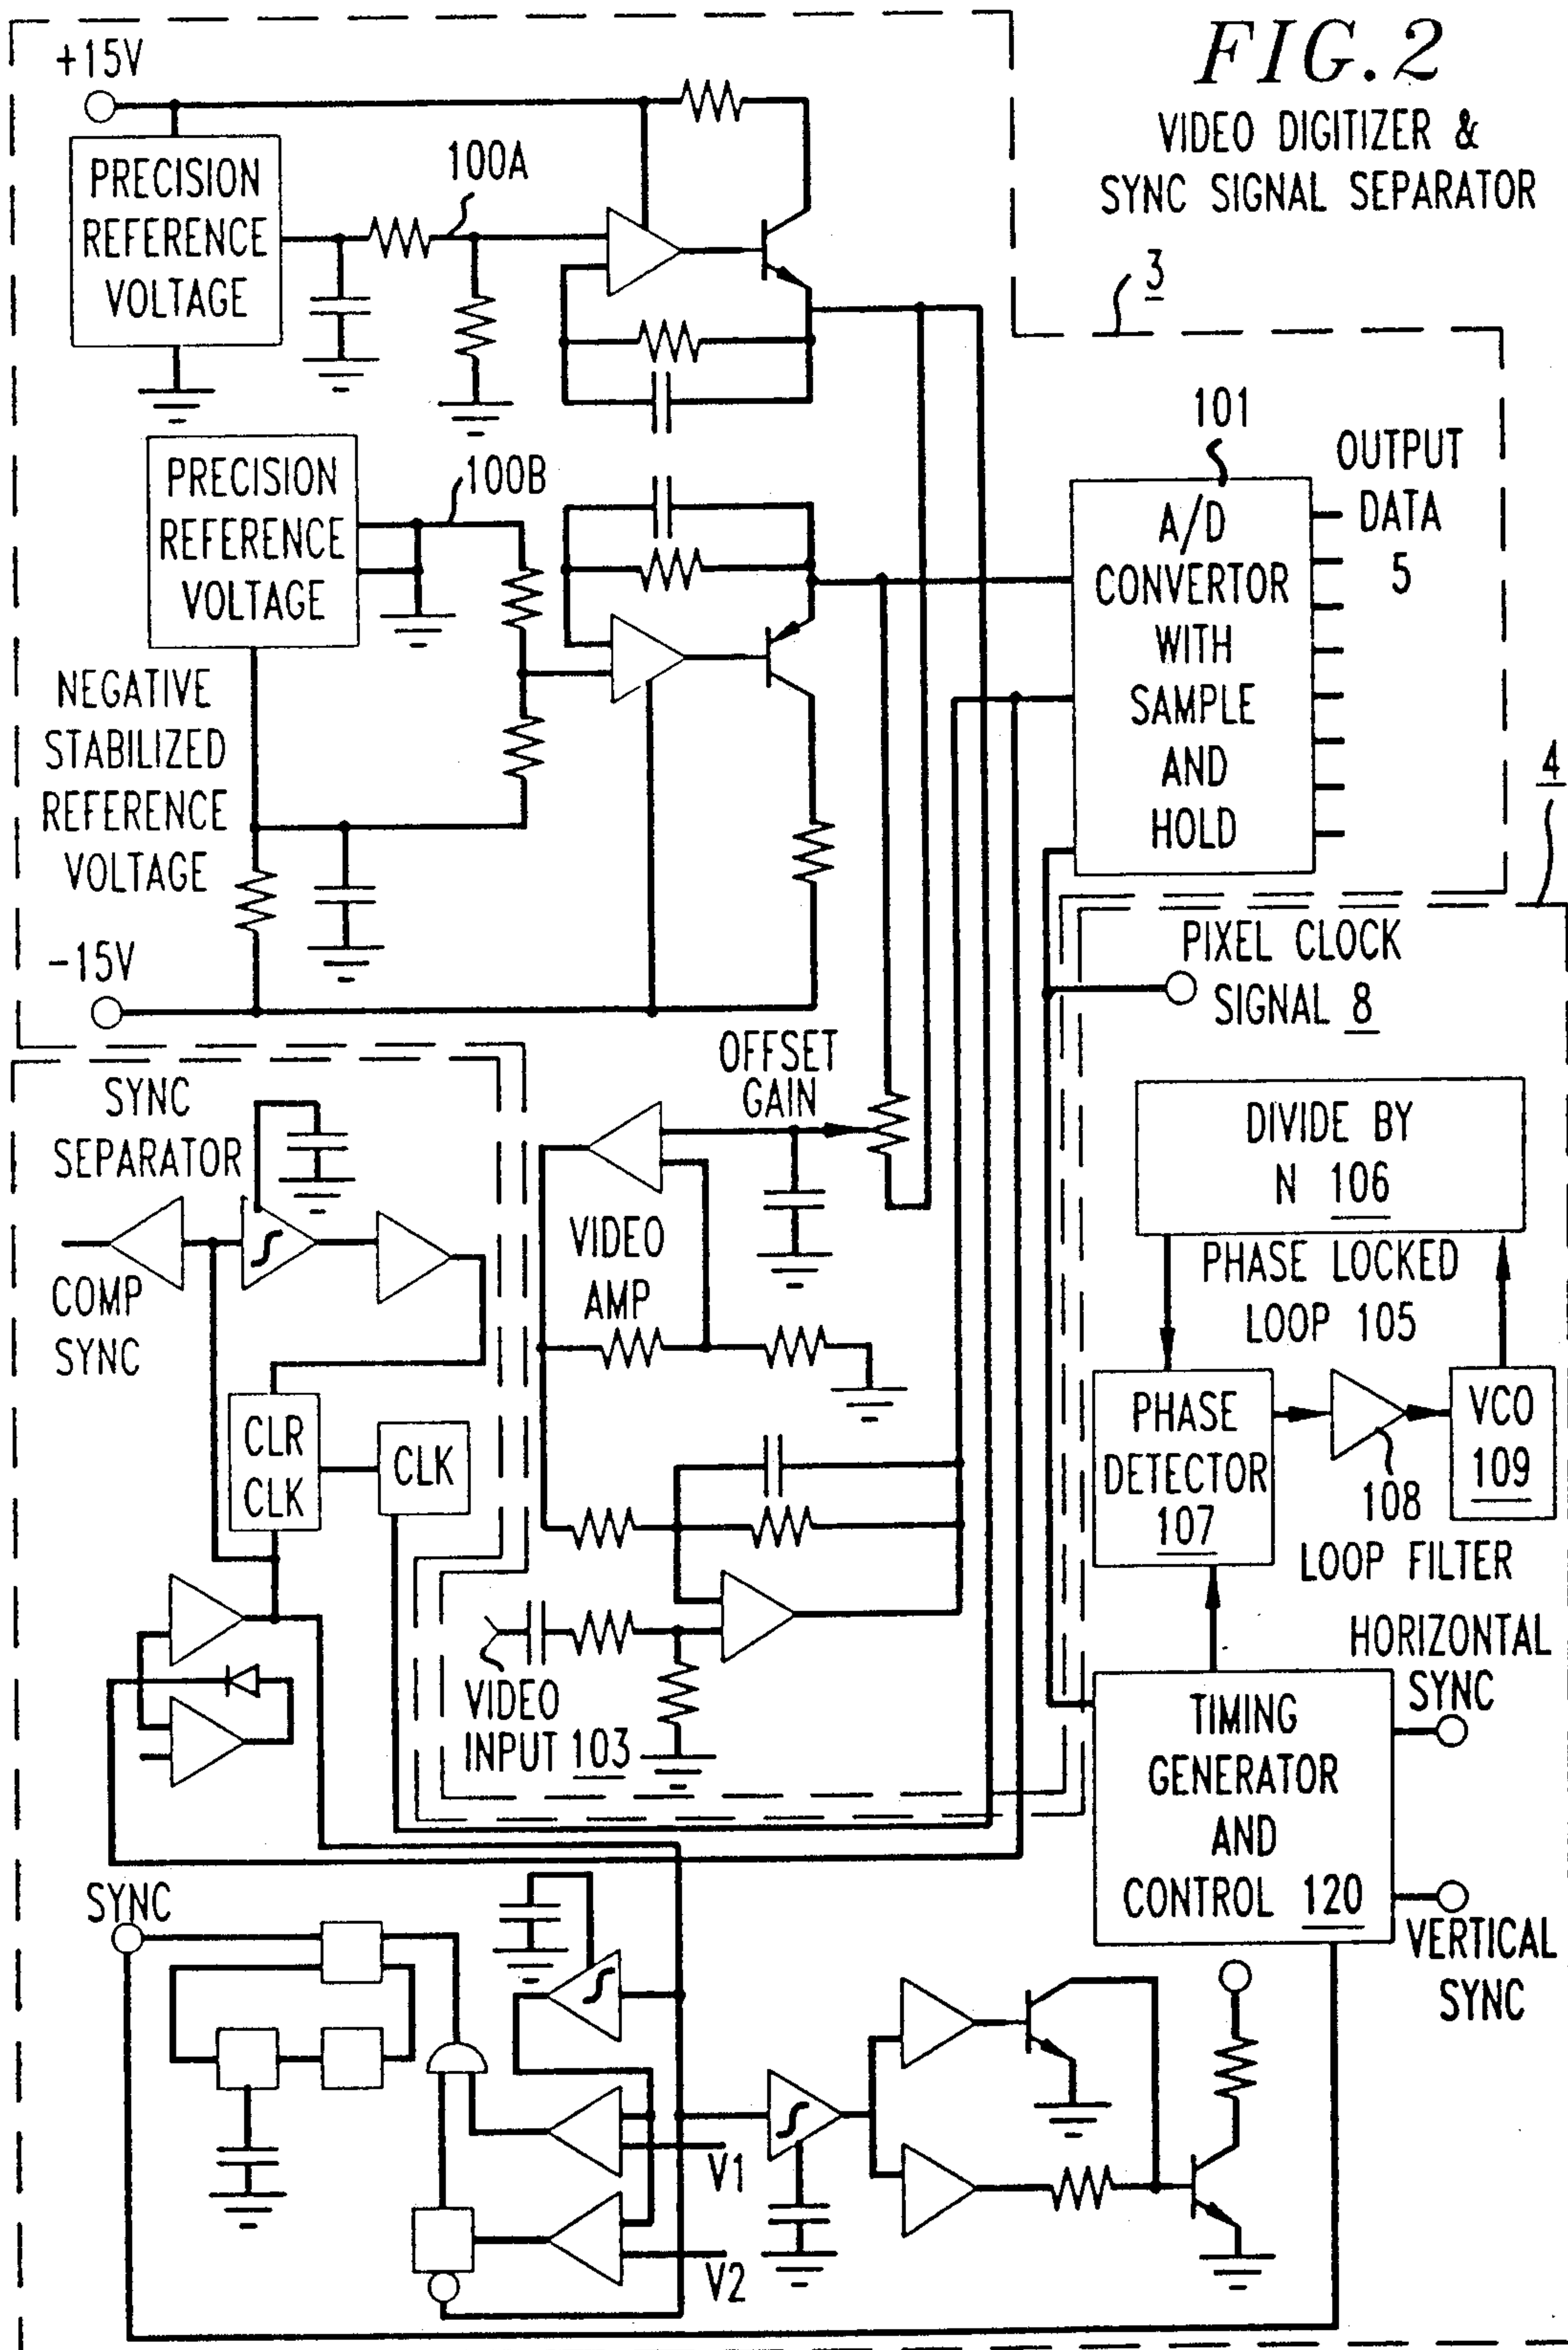 FIG. 2
VIDEO DIGITIZER &
SYNC SIGNAL SEPARATOR
+15V
PRECISION
REFERENCE
VOLTAGE
100A
3
PRECISION
REFERENCE
VOLTAGE
100B
101
A/D
CONVERTOR
WITH
SAMPLE
AND
HOLD
OUTPUT
DATA
5
NEGATIVE
STABILIZED
REFERENCE
VOLTAGE
-15V
4
PIXEL CLOCK
SIGNAL 8
OFFSET
GAIN
SYNC
SEPARATOR
COMP
SYNC
VIDEO
AMP
DIVIDE BY
N 106
PHASE LOCKED
LOOP 105
PHASE
DETECTOR
107
108
LOOP FILTER
VCO
109
CLR
CLK
CLK
VIDEO
INPUT 103
HORIZONTAL
SYNC
TIMING
GENERATOR
AND
CONTROL 120
VERTICAL
SYNC
SYNC
V1
V2